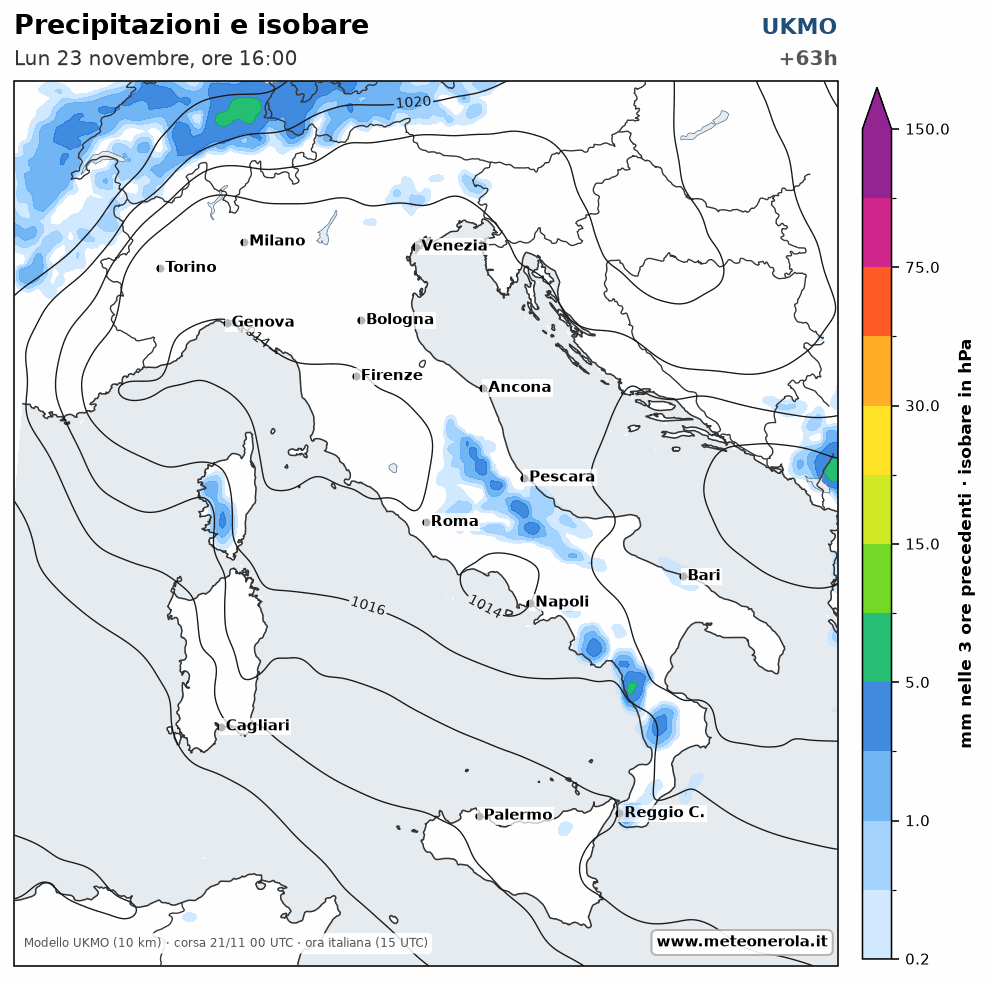 Precipitazioni e isobare
UKMO
Lun 23 novembre, ore 16:00
+63h
1020
150.0
Milano
Venezia
Torino
75.0
Genova
Bologna
Firenze
Ancona
30.0
Pescara
Roma
15.0
Bari
1016
1014
Napoli
5.0
Cagliari
Palermo
Reggio C.
1.0
mm nelle 3 ore precedenti · isobare in hPa
Modello UKMO (10 km) · corsa 21/11 00 UTC · ora italiana (15 UTC)
www.meteonerola.it
0.2